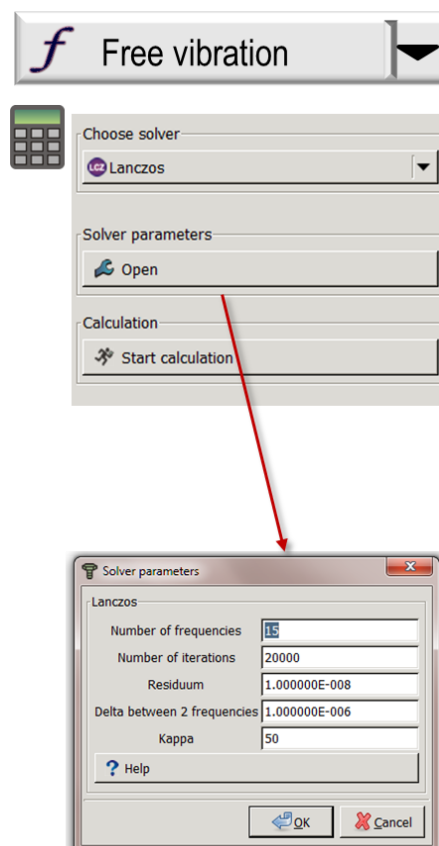 f Free vibration
Choose solver
LCZ Lanczos
Solver parameters
Open
Calculation
Start calculation
Solver parameters
Lanczos
Number of frequencies 15
Number of iterations 20000
Residuum 1.000000E-008
Delta between 2 frequencies 1.000000E-006
Kappa 50
? Help
OK Cancel